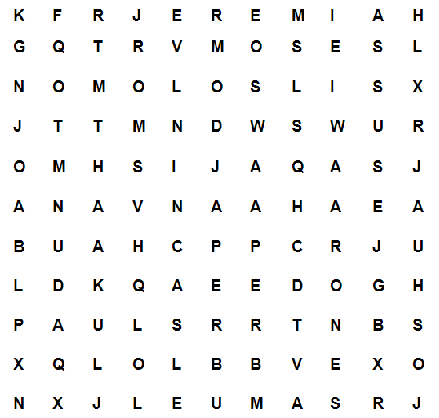 K F R J E R E M I A H
G Q T R V M O S E S L
N O M O L O S L I S X
J T T M N D W S W U R
O M H S I J A Q A S J
A N A V N A A H A E A
B U A H C P P C R J U
L D K Q A E E D O G H
P A U L S R R T N B S
X Q L O L B B V E X O
N X J L E U M A S R J